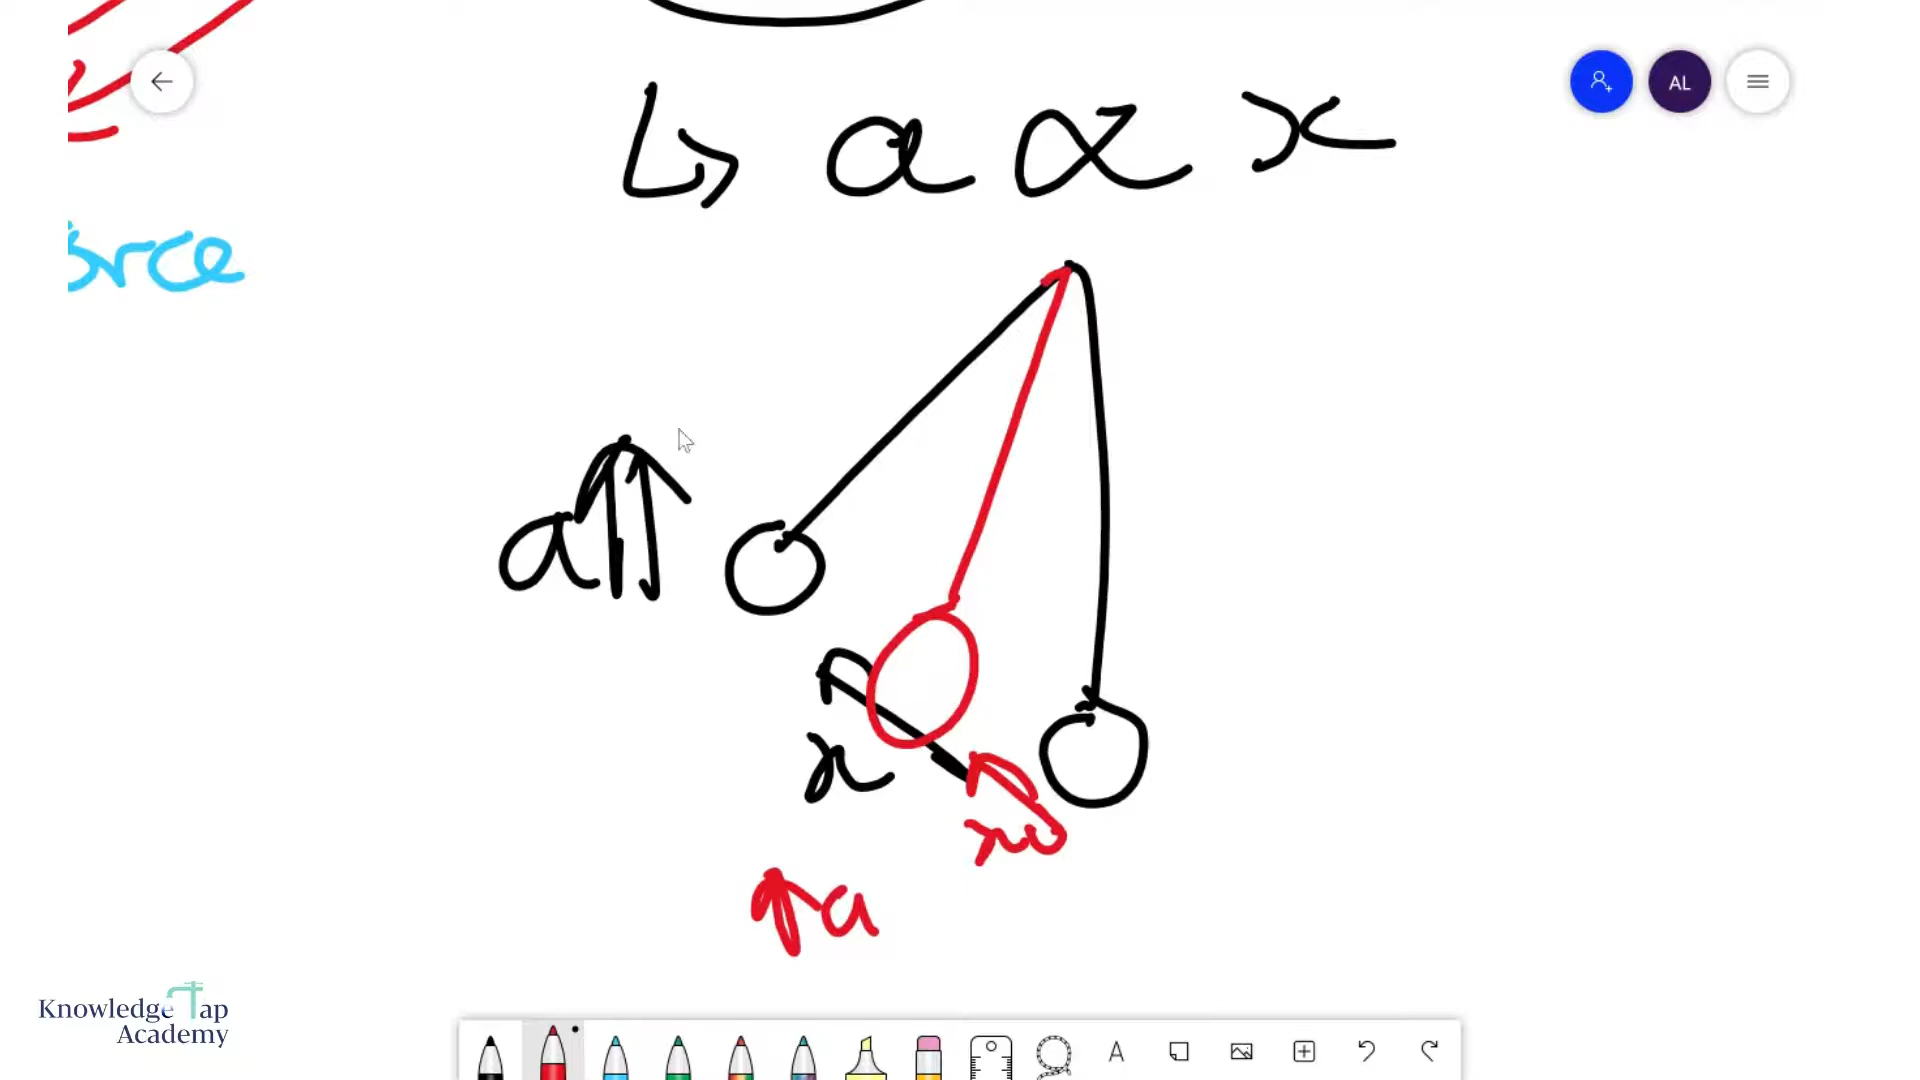 ↳ a ∝ x
AL
orce
a↑↑
x
x
↑a
Knowledge Tap
Academy
A